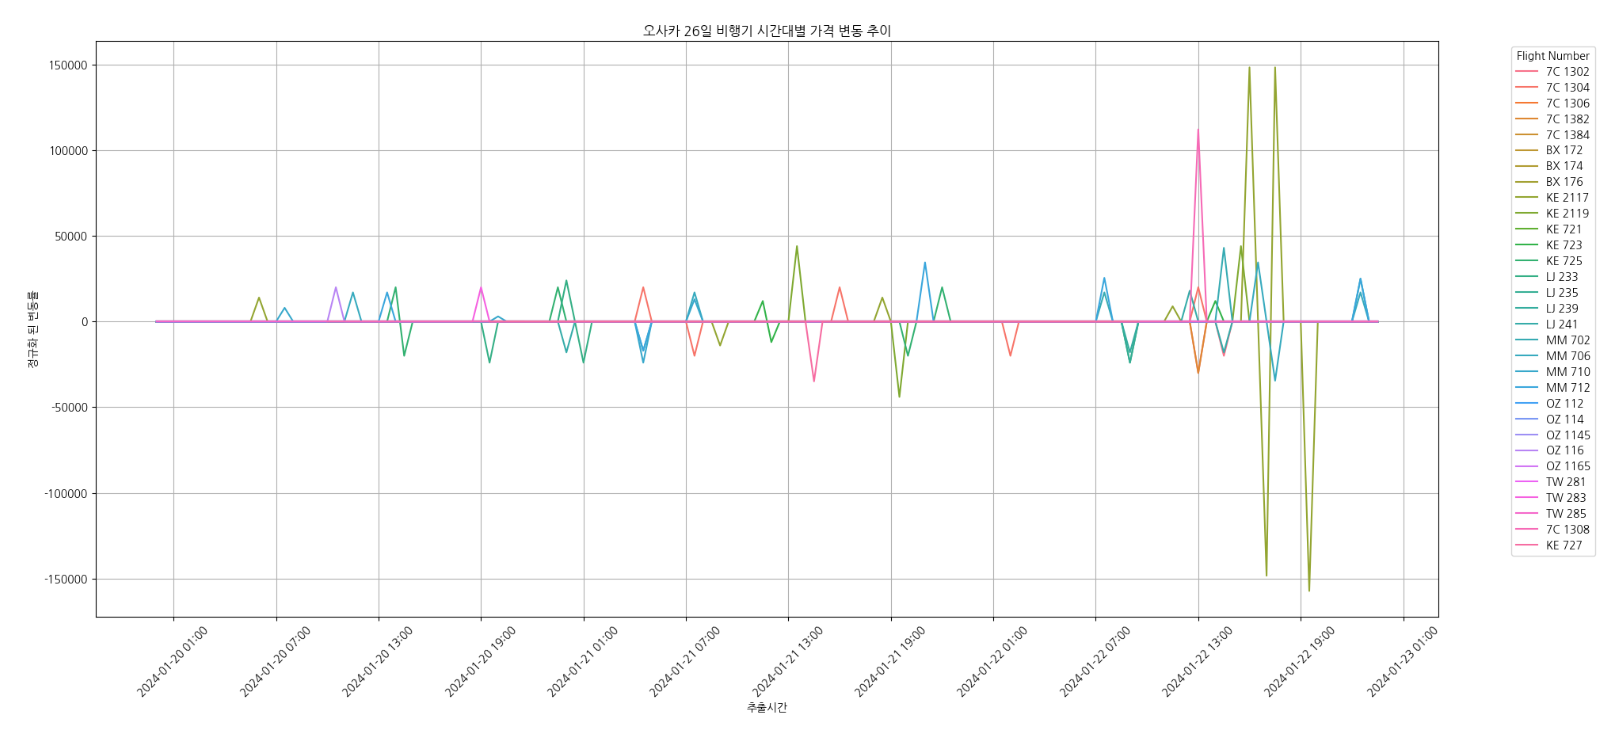 오사카 26일 비행기 시간대별 가격 변동 추이
정규화 된 변동률
150000
100000
50000
0
-50000
-100000
-150000
2024-01-20 01:00
2024-01-20 07:00
2024-01-20 13:00
2024-01-20 19:00
2024-01-21 01:00
2024-01-21 07:00
2024-01-21 13:00
2024-01-21 19:00
2024-01-22 01:00
2024-01-22 07:00
2024-01-22 13:00
2024-01-22 19:00
2024-01-23 01:00
추출시간
Flight Number
7C 1302
7C 1304
7C 1306
7C 1382
7C 1384
BX 172
BX 174
BX 176
KE 2117
KE 2119
KE 721
KE 723
KE 725
LJ 233
LJ 235
LJ 239
LJ 241
MM 702
MM 706
MM 710
MM 712
OZ 112
OZ 114
OZ 1145
OZ 116
OZ 1165
TW 281
TW 283
TW 285
7C 1308
KE 727